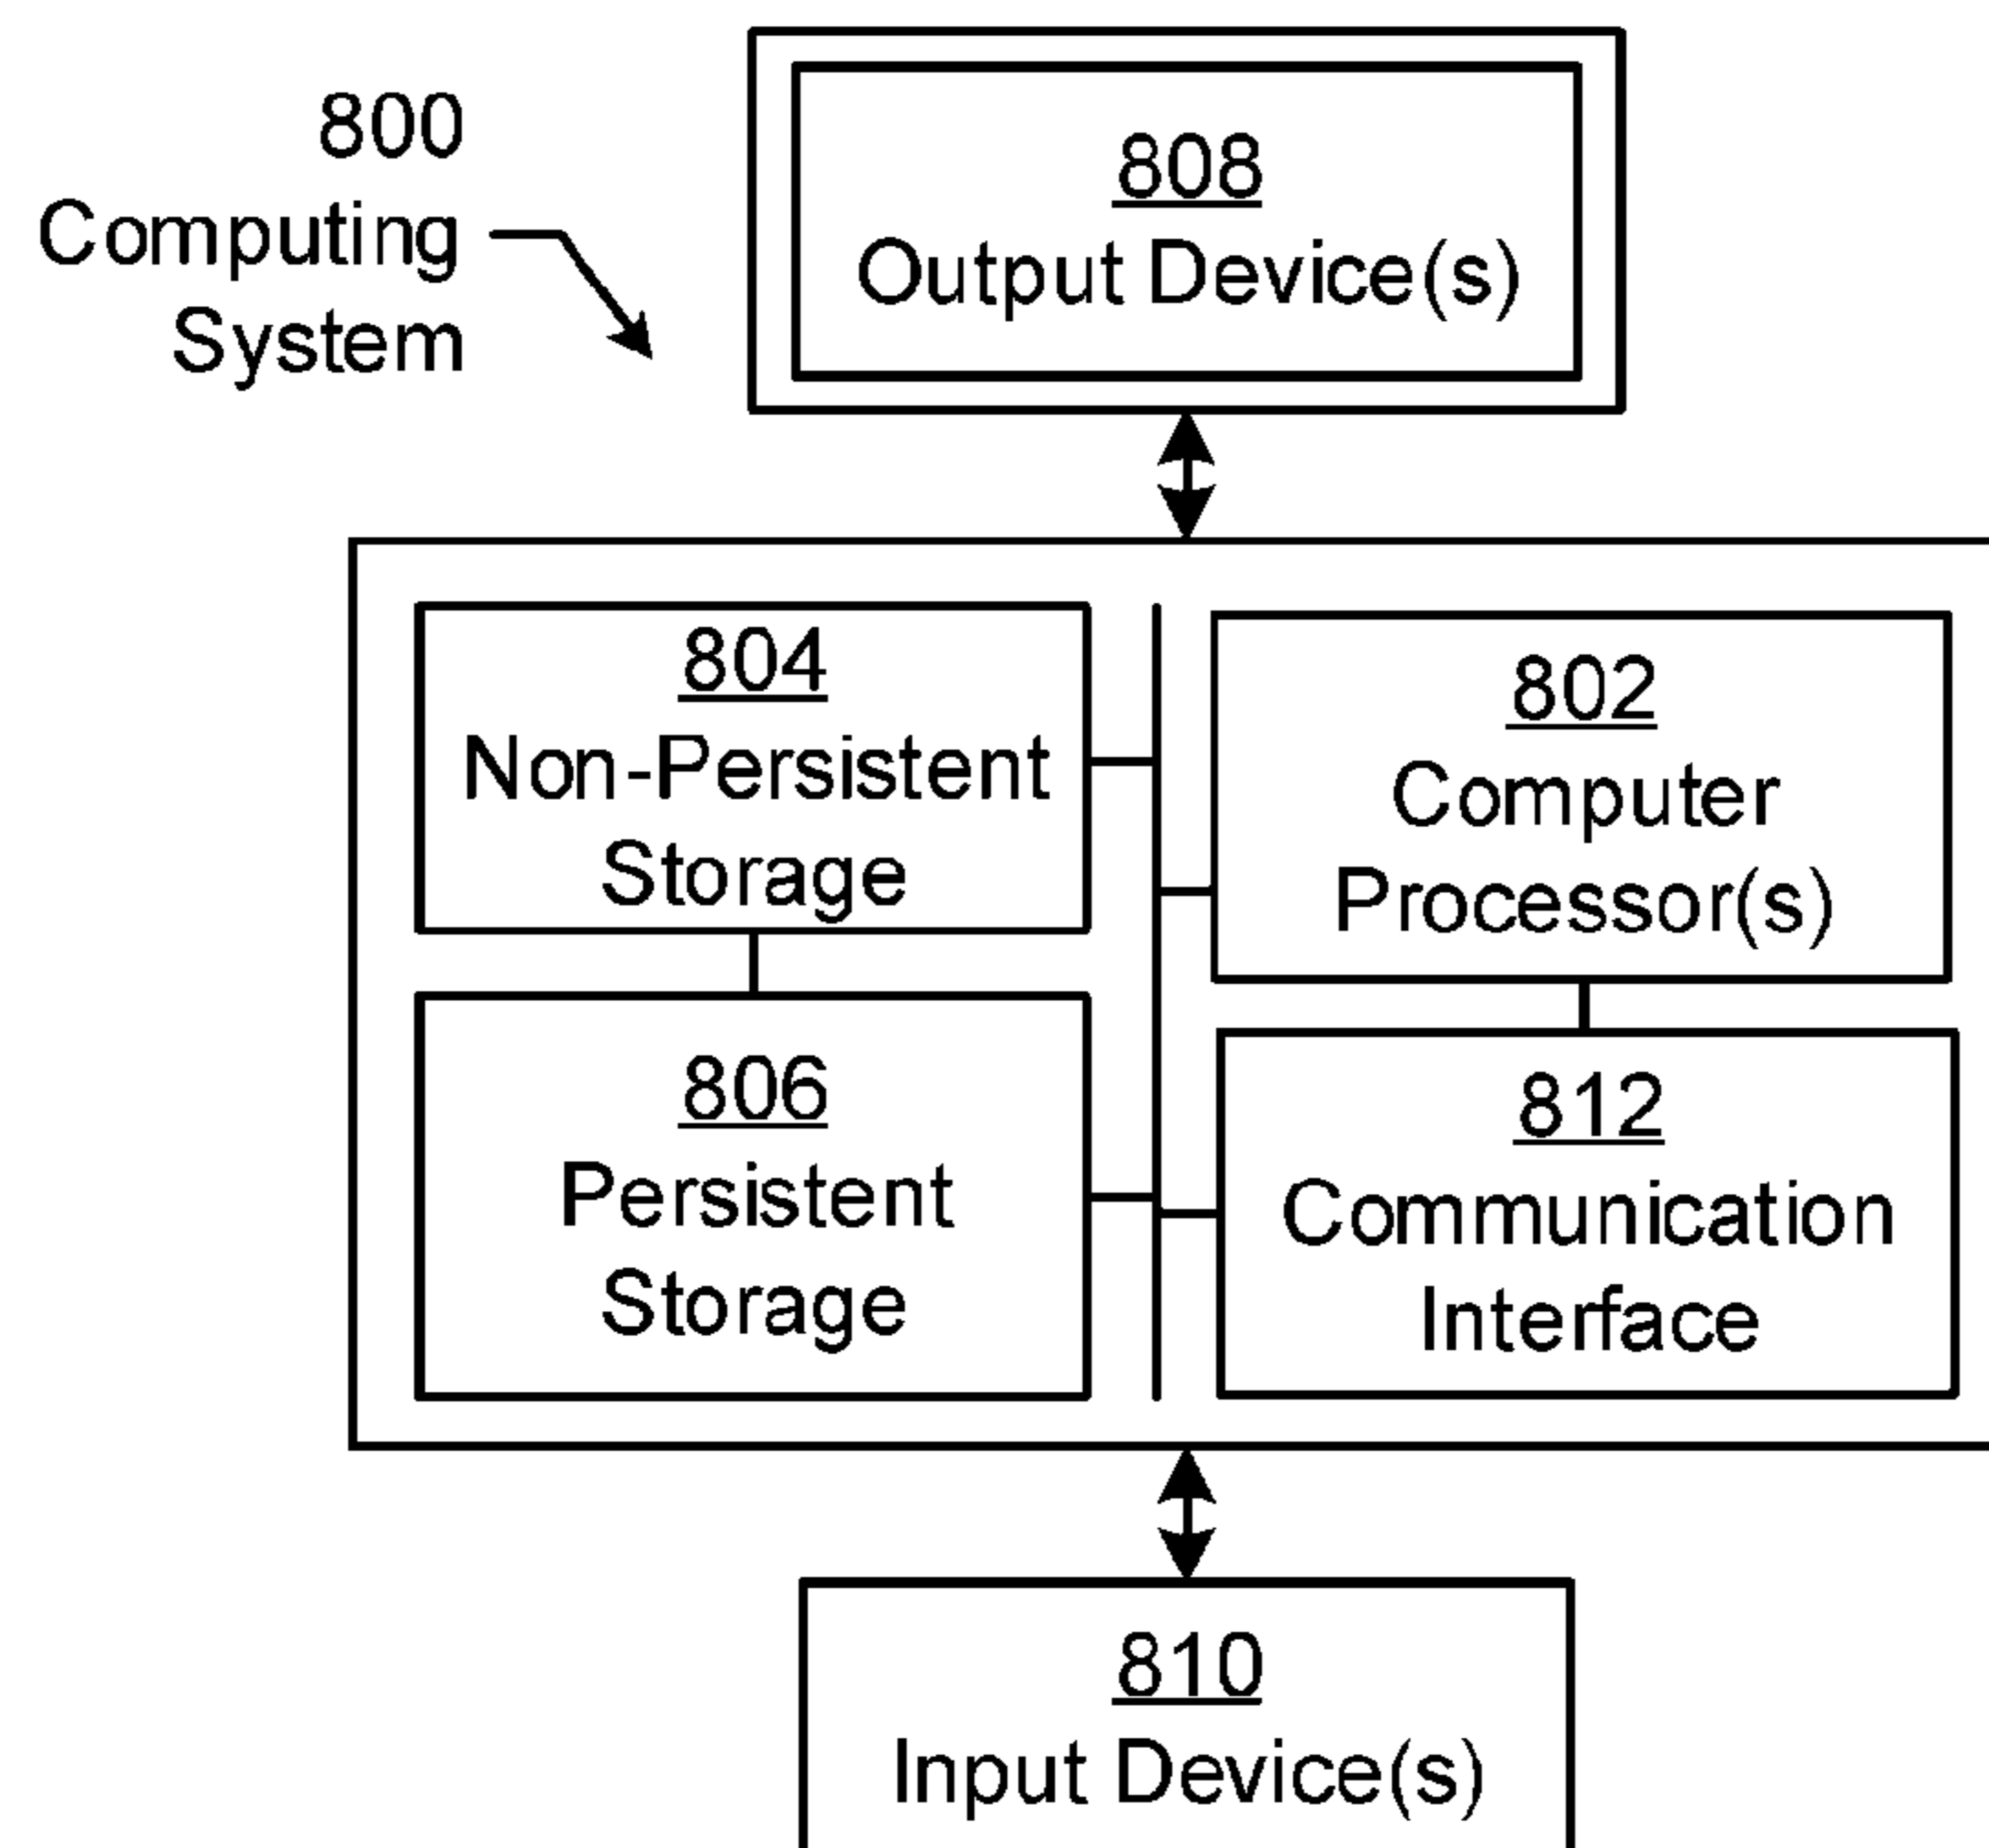 800
Computing
System
808
Output Device(s)
804
Non-Persistent
Storage
802
Computer
Processor(s)
806
Persistent
Storage
812
Communication
Interface
810
Input Device(s)